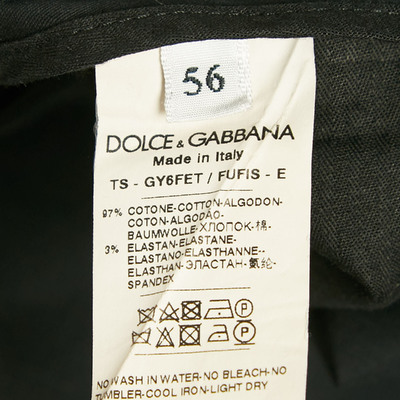 56
DOLCE & GABBANA
Made in Italy
TS - GY6FET / FUFIS - E
97% COTONE-COTTON-ALGODON-
COTON-ALGODÃO-
BAUMWOLLE-ХЛОПОК-棉-
3% ELASTAN-ELASTANE-
ELASTANO-ELASTHANNE-
ELASTHAN-ЭЛАСТАН-氨纶-
SPANDEX
P
P
NO WASH IN WATER-NO BLEACH-NO
TUMBLER-COOL IRON-LIGHT DRY